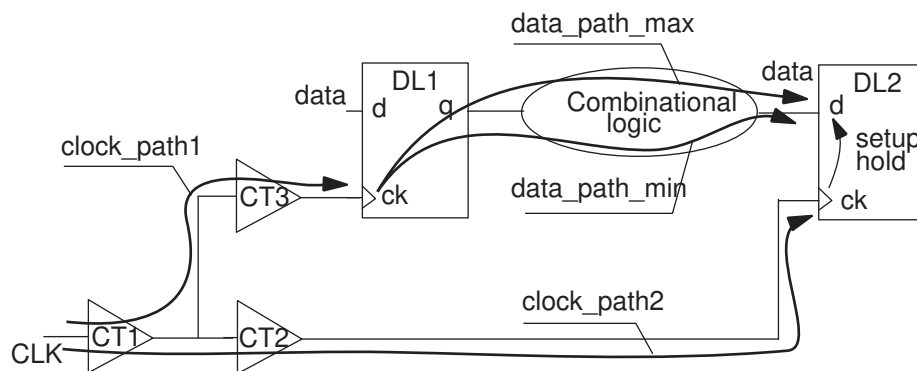 data_path_max
data
DL1
d
q
Combinational
logic
data
DL2
d
setup
hold
ck
clock_path1
CT3
ck
data_path_min
CT1
CT2
clock_path2
CLK